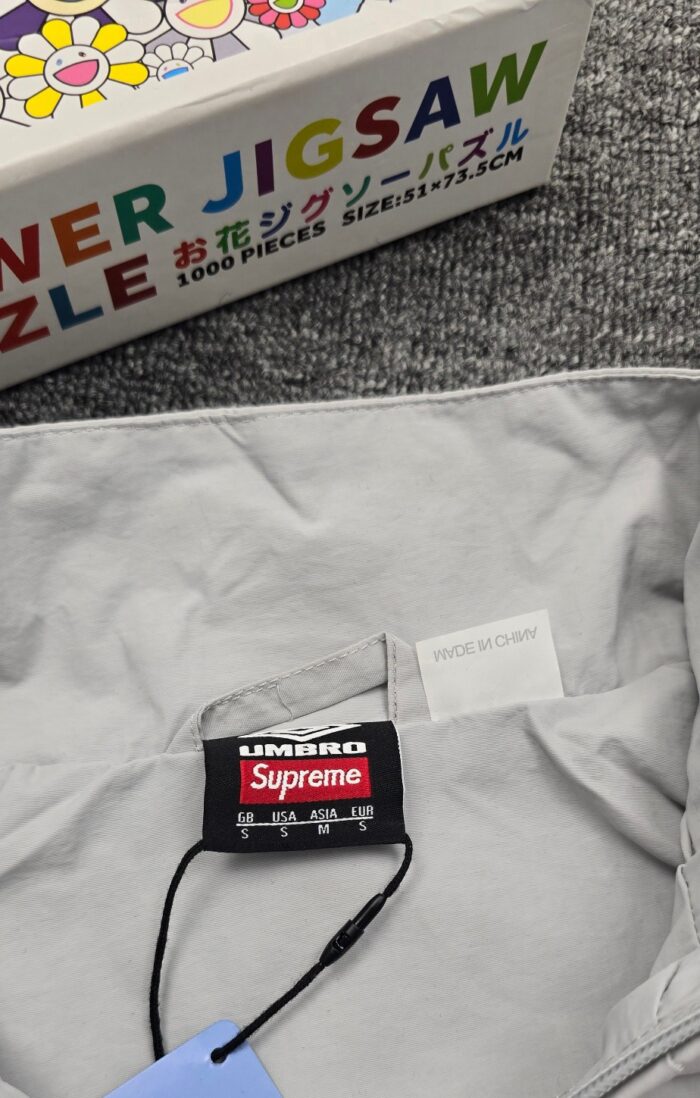 NER JIGSAW
ZLE お花ジグソーパズル
1000 PIECES SIZE:51×73.5CM
MADE IN CHINA
UMBRO
Supreme
GB USA ASIA EUR
S S M S